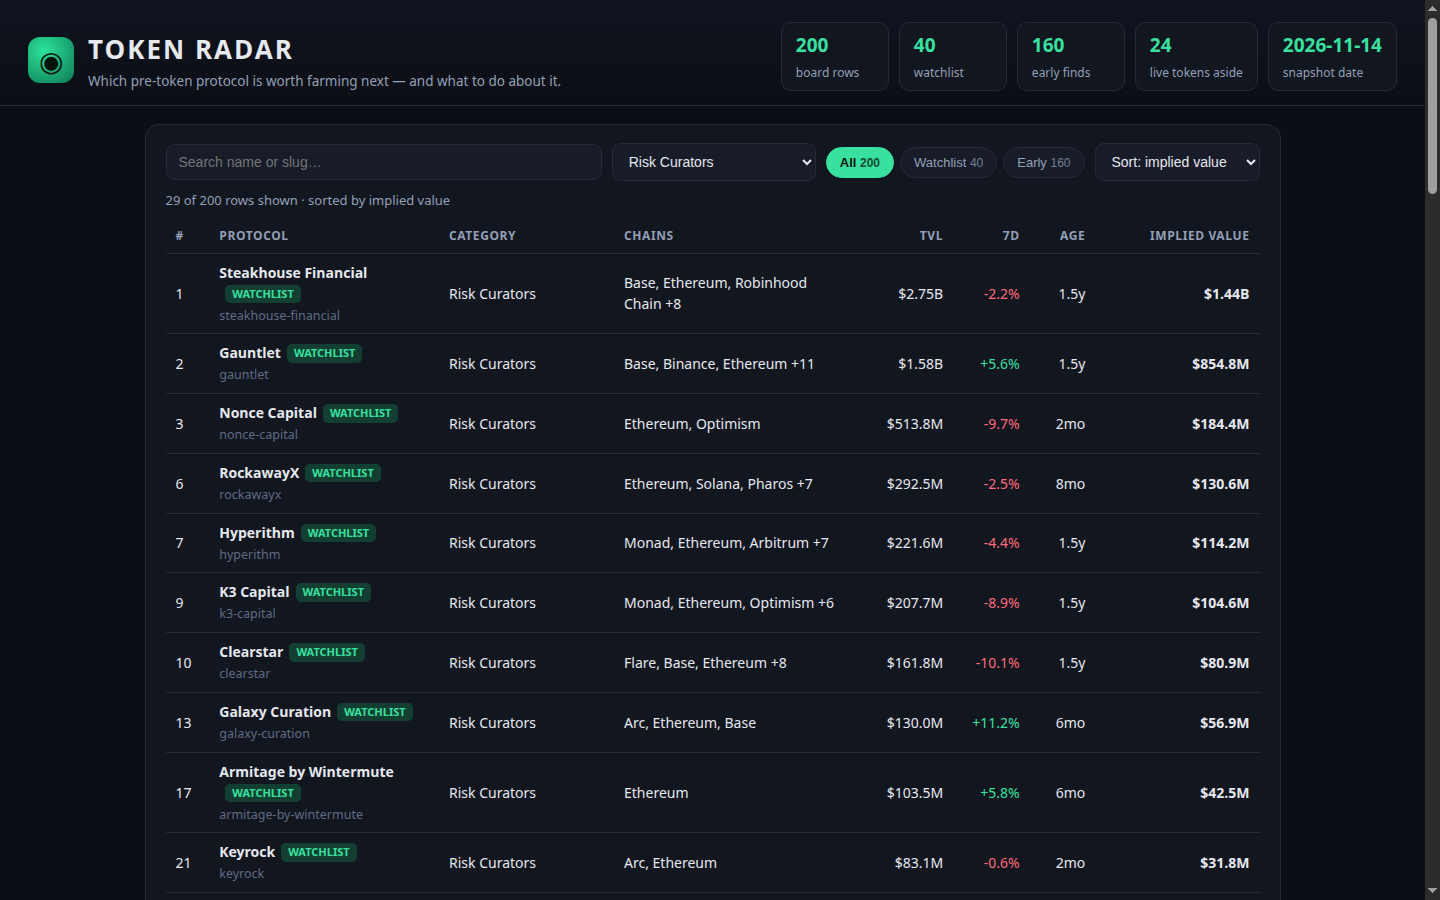 TOKEN RADAR
Which pre-token protocol is worth farming next — and what to do about it.
200
board rows
40
watchlist
160
early finds
24
live tokens aside
2026-11-14
snapshot date
Search name or slug…
Risk Curators
All 200
Watchlist 40
Early 160
Sort: implied value
29 of 200 rows shown · sorted by implied value
# PROTOCOL CATEGORY CHAINS TVL 7D AGE IMPLIED VALUE
1 Steakhouse Financial WATCHLIST steakhouse-financial Risk Curators Base, Ethereum, Robinhood Chain +8 $2.75B -2.2% 1.5y $1.44B
2 Gauntlet WATCHLIST gauntlet Risk Curators Base, Binance, Ethereum +11 $1.58B +5.6% 1.5y $854.8M
3 Nonce Capital WATCHLIST nonce-capital Risk Curators Ethereum, Optimism $513.8M -9.7% 2mo $184.4M
6 RockawayX WATCHLIST rockawayx Risk Curators Ethereum, Solana, Pharos +7 $292.5M -2.5% 8mo $130.6M
7 Hyperithm WATCHLIST hyperithm Risk Curators Monad, Ethereum, Arbitrum +7 $221.6M -4.4% 1.5y $114.2M
9 K3 Capital WATCHLIST k3-capital Risk Curators Monad, Ethereum, Optimism +6 $207.7M -8.9% 1.5y $104.6M
10 Clearstar WATCHLIST clearstar Risk Curators Flare, Base, Ethereum +8 $161.8M -10.1% 1.5y $80.9M
13 Galaxy Curation WATCHLIST galaxy-curation Risk Curators Arc, Ethereum, Base $130.0M +11.2% 6mo $56.9M
17 Armitage by Wintermute WATCHLIST armitage-by-wintermute Risk Curators Ethereum $103.5M +5.8% 6mo $42.5M
21 Keyrock WATCHLIST keyrock Risk Curators Arc, Ethereum $83.1M -0.6% 2mo $31.8M